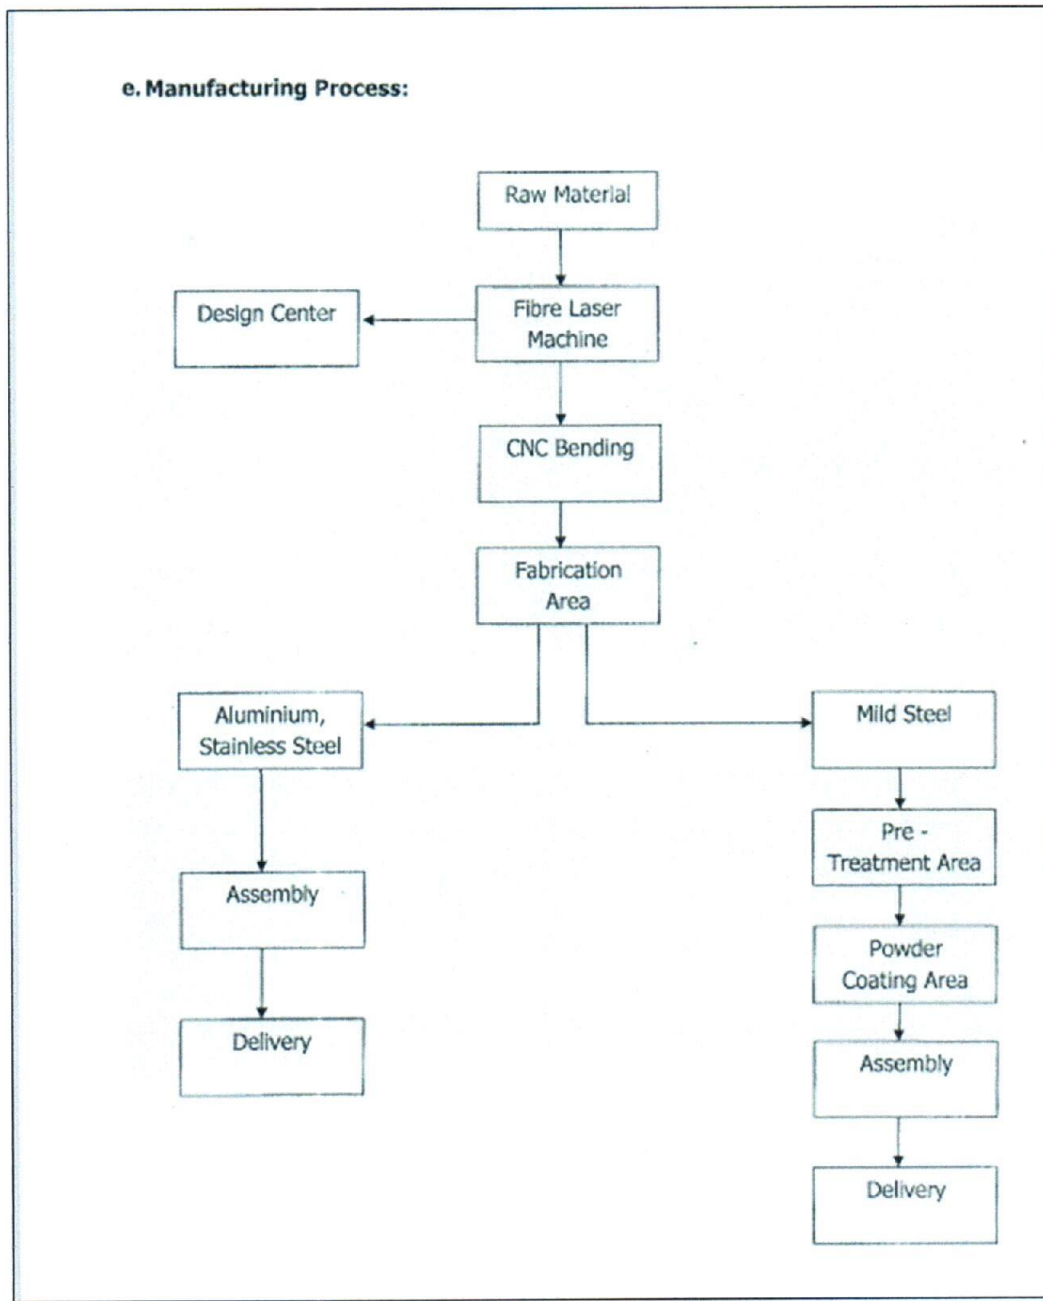 e. Manufacturing Process:
Raw Material
Design Center
Fibre Laser
Machine
CNC Bending
Fabrication
Area
Aluminium,
Stainless Steel
Mild Steel
Pre -
Treatment Area
Assembly
Powder
Coating Area
Delivery
Assembly
Delivery